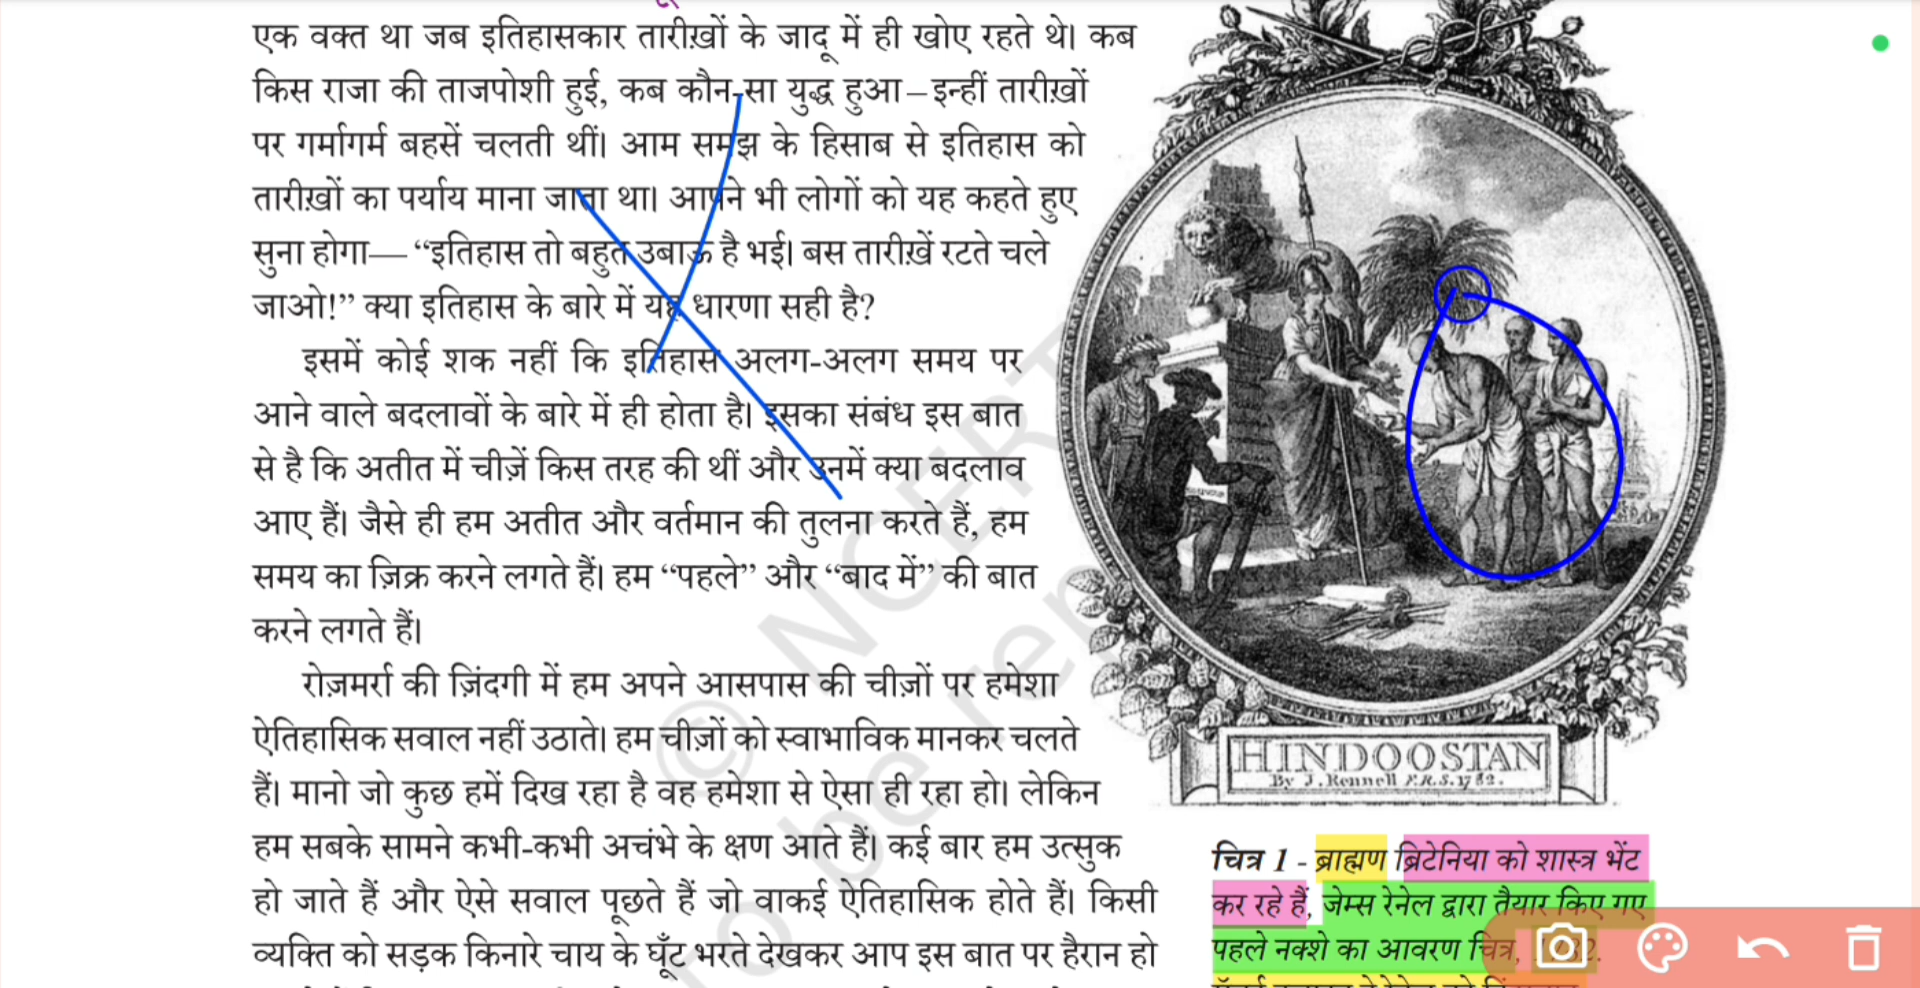 एक वक्त था जब इतिहासकार तारीख़ों के जादू में ही खोए रहते थे। कब
किस राजा की ताजपोशी हुई, कब कौन-सा युद्ध हुआ–इन्हीं तारीख़ों
पर गर्मागर्म बहसें चलती थीं। आम समझ के हिसाब से इतिहास को
तारीख़ों का पर्याय माना जाता था। आपने भी लोगों को यह कहते हुए
सुना होगा— “इतिहास तो बहुत उबाऊ है भई। बस तारीख़ें रटते चले
जाओ!” क्या इतिहास के बारे में यह धारणा सही है?
इसमें कोई शक नहीं कि इतिहास अलग-अलग समय पर
आने वाले बदलावों के बारे में ही होता है। इसका संबंध इस बात
से है कि अतीत में चीज़ें किस तरह की थीं और उनमें क्या बदलाव
आए हैं। जैसे ही हम अतीत और वर्तमान की तुलना करते हैं, हम
समय का ज़िक्र करने लगते हैं। हम “पहले” और “बाद में” की बात
करने लगते हैं।
रोज़मर्रा की ज़िंदगी में हम अपने आसपास की चीज़ों पर हमेशा
ऐतिहासिक सवाल नहीं उठाते। हम चीज़ों को स्वाभाविक मानकर चलते
हैं। मानो जो कुछ हमें दिख रहा है वह हमेशा से ऐसा ही रहा हो। लेकिन
हम सबके सामने कभी-कभी अचंभे के क्षण आते हैं। कई बार हम उत्सुक
हो जाते हैं और ऐसे सवाल पूछते हैं जो वाकई ऐतिहासिक होते हैं। किसी
व्यक्ति को सड़क किनारे चाय के घूँट भरते देखकर आप इस बात पर हैरान हो
© NCERT
to be rep
HINDOOSTAN
By J. Rennell F.R.S. 1782.
चित्र 1 - ब्राह्मण ब्रिटेनिया को शास्त्र भेंट
कर रहे हैं, जेम्स रेनेल द्वारा तैयार किए गए
पहले नक्शे का आवरण चित्र,